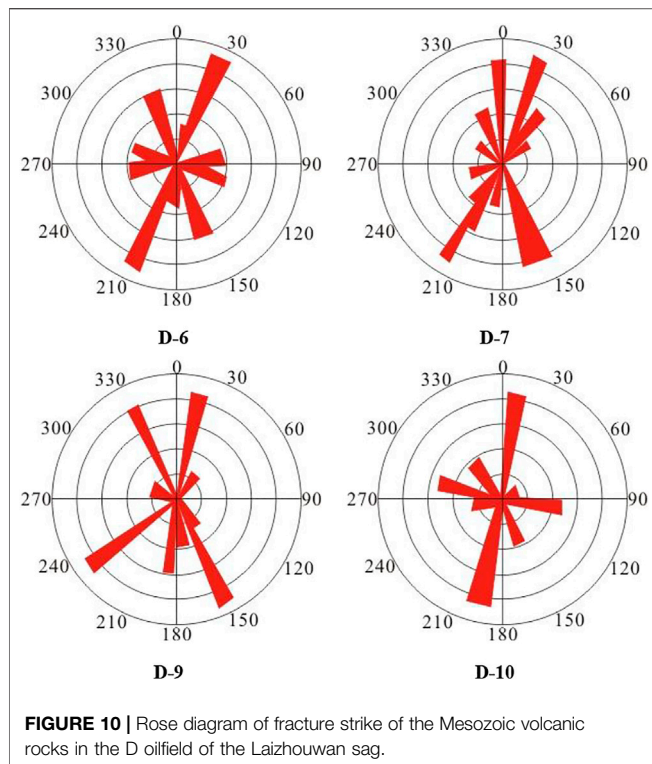 0 0
330 30 330 30
300 60 300 60
270 90 270 90
240 120 240 120
210 150 210 150
180 180
D-6 D-7
0 0
330 30 330 30
300 60 300 60
270 90 270 90
240 120 240 120
210 150 210 150
180 180
D-9 D-10
FIGURE 10 | Rose diagram of fracture strike of the Mesozoic volcanic
rocks in the D oilfield of the Laizhouwan sag.